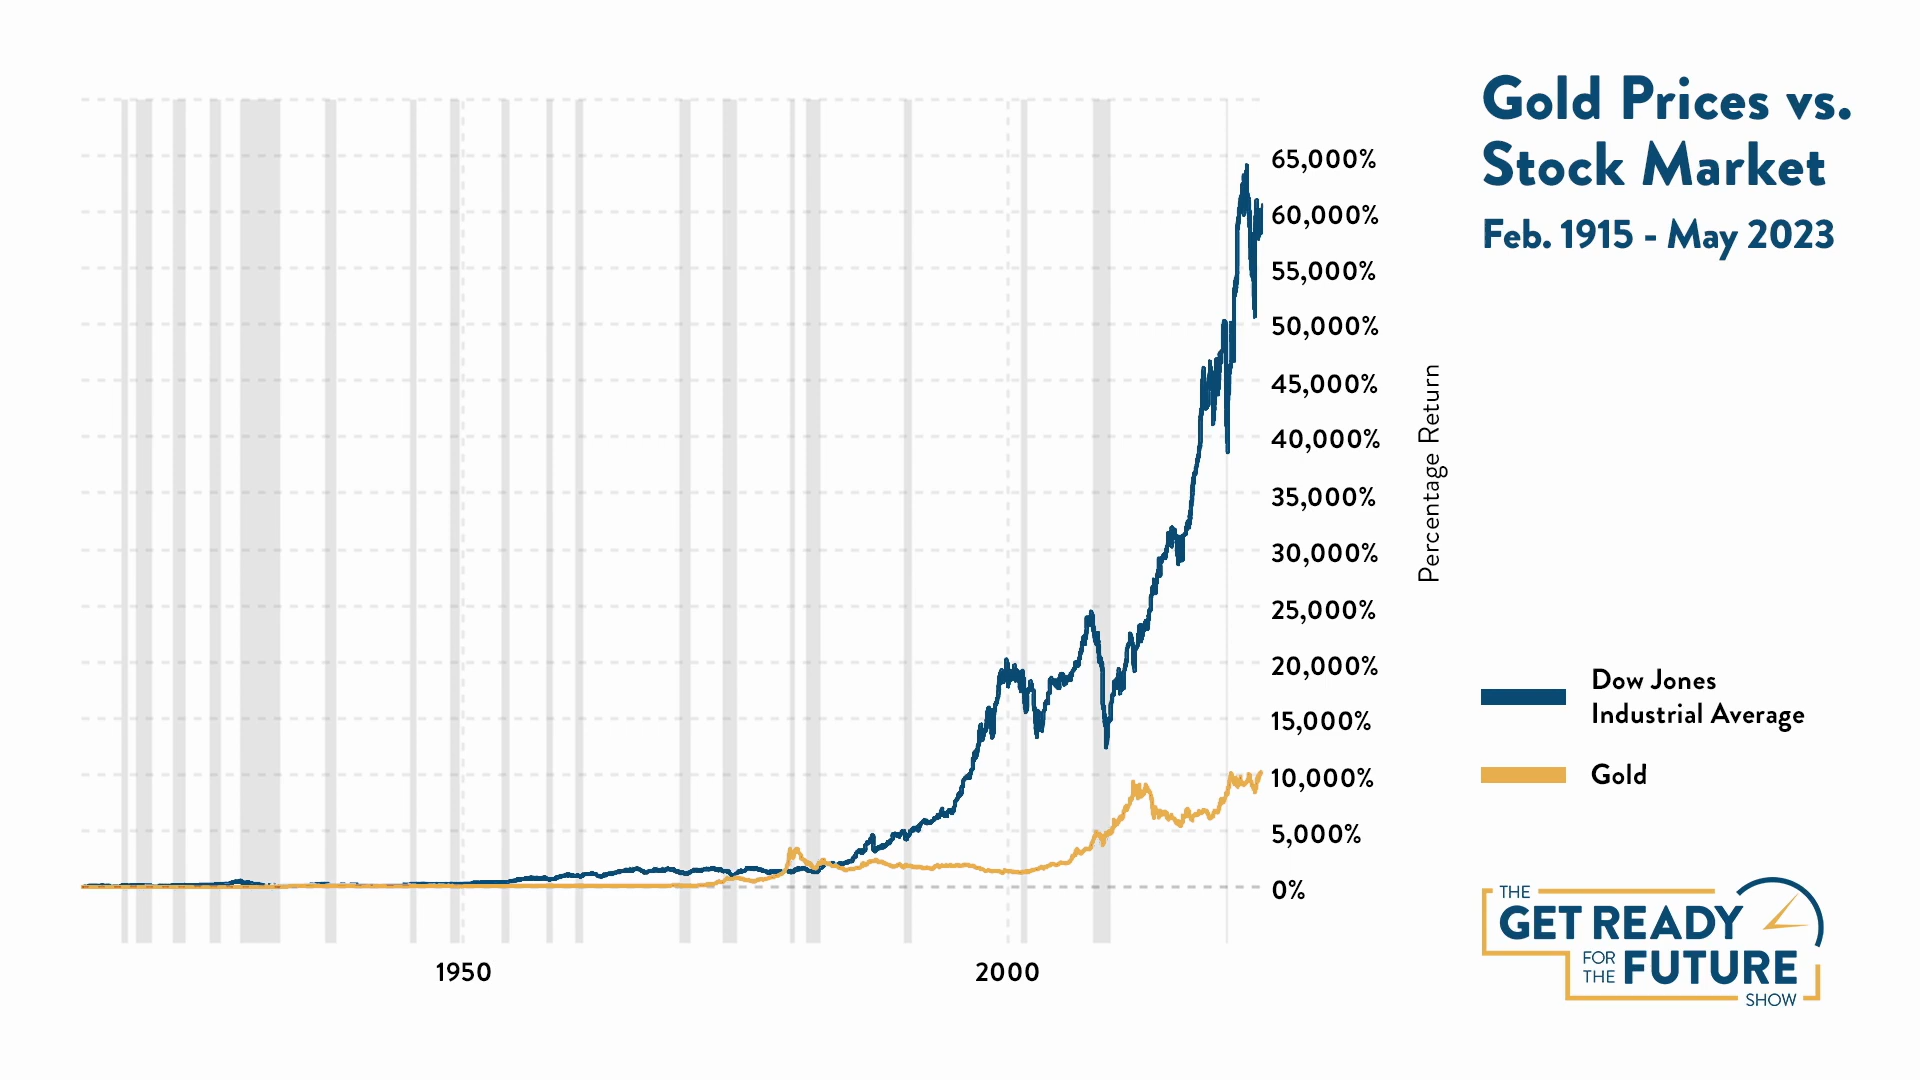 Gold Prices vs.
Stock Market
Feb. 1915 - May 2023
65,000%
60,000%
55,000%
50,000%
45,000%
40,000%
35,000%
30,000%
25,000%
20,000%
15,000%
10,000%
5,000%
0%
Percentage Return
1950
2000
Dow Jones
Industrial Average
Gold
THE
GET READY
FOR THE FUTURE
SHOW